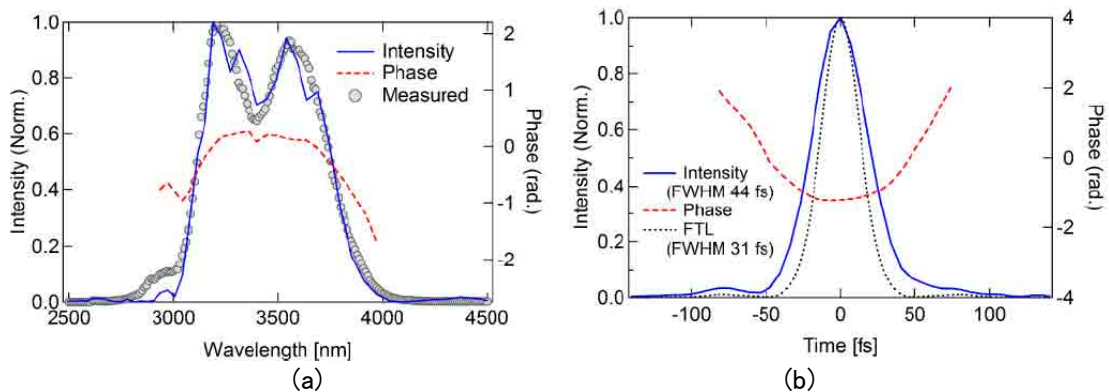 1.0
0.8
0.6
0.4
0.2
0.0
Intensity (Norm.)
2500 3000 3500 4000 4500
Wavelength [nm]
2
1
0
-1
-2
Phase (rad.)
Intensity
Phase
Measured
(a)
1.0
0.8
0.6
0.4
0.2
0.0
Intensity (Norm.)
-100 -50 0 50 100
Time [fs]
4
2
0
-2
-4
Phase (rad.)
Intensity
(FWHM 44 fs)
Phase
FTL
(FWHM 31 fs)
(b)